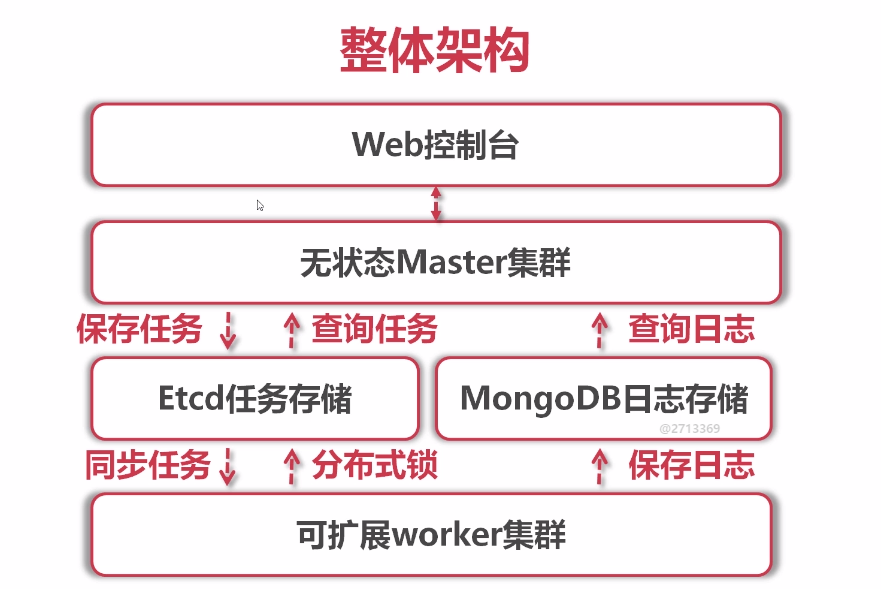 整体架构
Web控制台
无状态Master集群
保存任务 查询任务 查询日志
Etcd任务存储 MongoDB日志存储
@2713369
同步任务 分布式锁 保存日志
可扩展worker集群